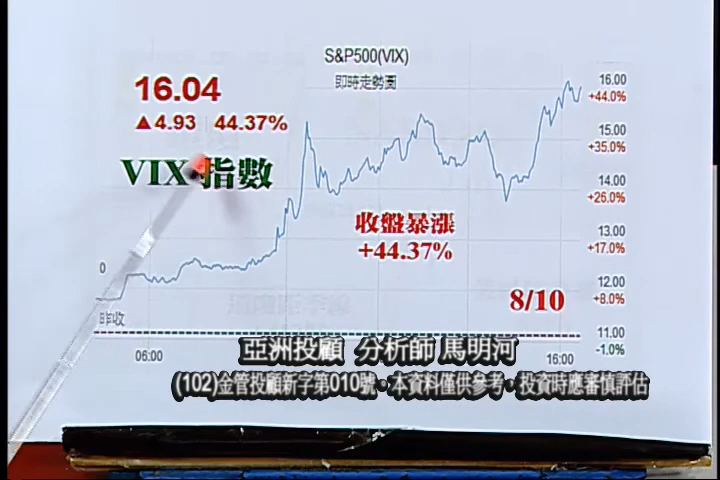 S&P500(VIX)
即時走勢圖
16.04
▲4.93 44.37%
VIX 指數
收盤暴漲
+44.37%
8/10
0
昨收
16.00
+44.0%
15.00
+35.0%
14.00
+26.0%
13.00
+17.0%
12.00
+8.0%
11.00
-1.0%
06:00
16:00
亞洲投顧 分析師 馬明河
(102)金管投顧新字第010號，本資料僅供參考，投資時應審慎評估